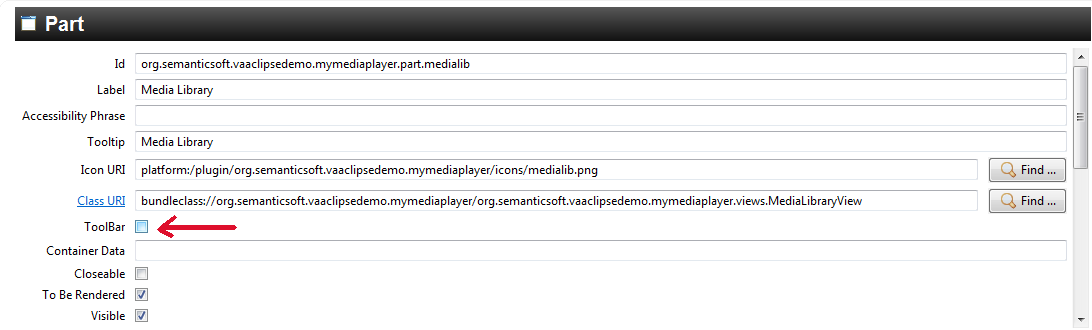 Part
Id org.semanticsoft.vaaclipsedemo.mymediaplayer.part.medialib
Label Media Library
Accessibility Phrase
Tooltip Media Library
Icon URI platform:/plugin/org.semanticsoft.vaaclipsedemo.mymediaplayer/icons/medialib.png Find ...
Class URI bundleclass://org.semanticsoft.vaaclipsedemo.mymediaplayer/org.semanticsoft.vaaclipsedemo.mymediaplayer.views.MediaLibraryView Find ...
ToolBar
Container Data
Closeable
To Be Rendered
Visible